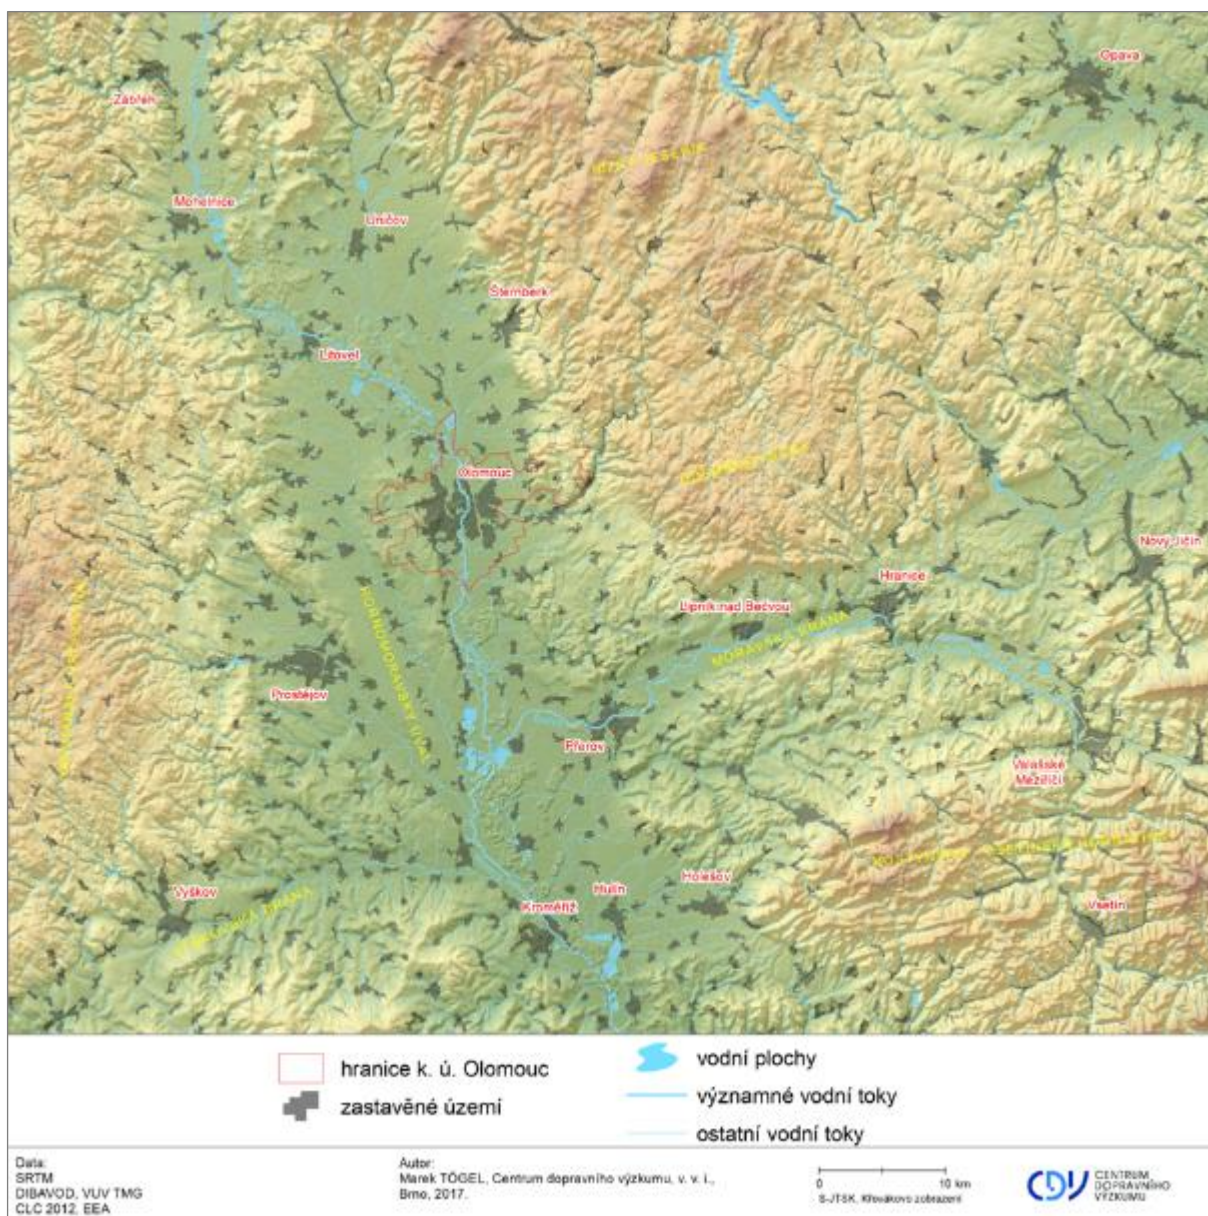 Opava
Zábřeh
Mohelnice
Uničov
Šternberk
Litovel
Olomouc
Nový Jičín
Hranice
Lipník nad Bečvou
MORAVSKÁ BRÁNA
HORNOMORAVSKÝ ÚVAL
Prostějov
Přerov
Valašské
Meziříčí
Vyškov
Holešov
Hulín
Kroměříž
Vsetín
hranice k. ú. Olomouc
zastavěné území
vodní plochy
významné vodní toky
ostatní vodní toky
Data:
SRTM
DIBAVOD, VUV TMG
CLC 2012, EEA
Autor:
Marek TÖGEL, Centrum dopravního výzkumu, v. v. i.,
Brno, 2017.
0 10 km
S-JTSK, Křovákovo zobrazení
CDV
CENTRUM
DOPRAVNÍHO
VÝZKUMU